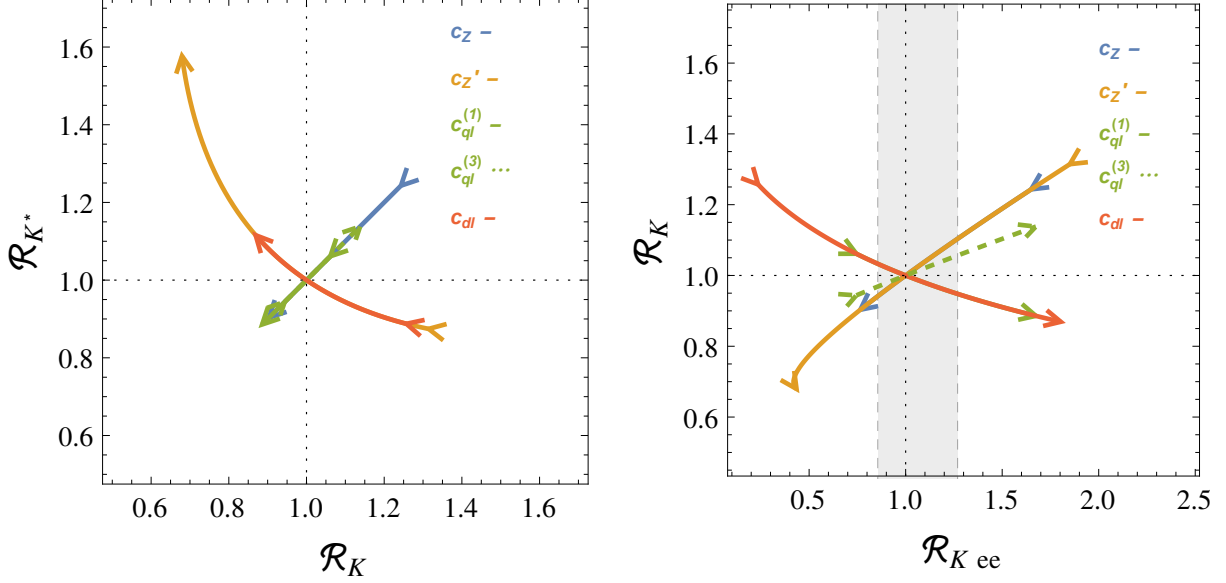 1.6
1.4
1.2
1.0
0.8
0.6
0.6
0.8
1.0
1.2
1.4
1.6
R_K*
R_K
c_Z –
c_Z' –
c_ql^(1) –
c_ql^(3) ···
c_dl –
1.6
1.4
1.2
1.0
0.8
0.6
0.5
1.0
1.5
2.0
2.5
R_K
R_K ee
c_Z –
c_Z' –
c_ql^(1) –
c_ql^(3) ···
c_dl –